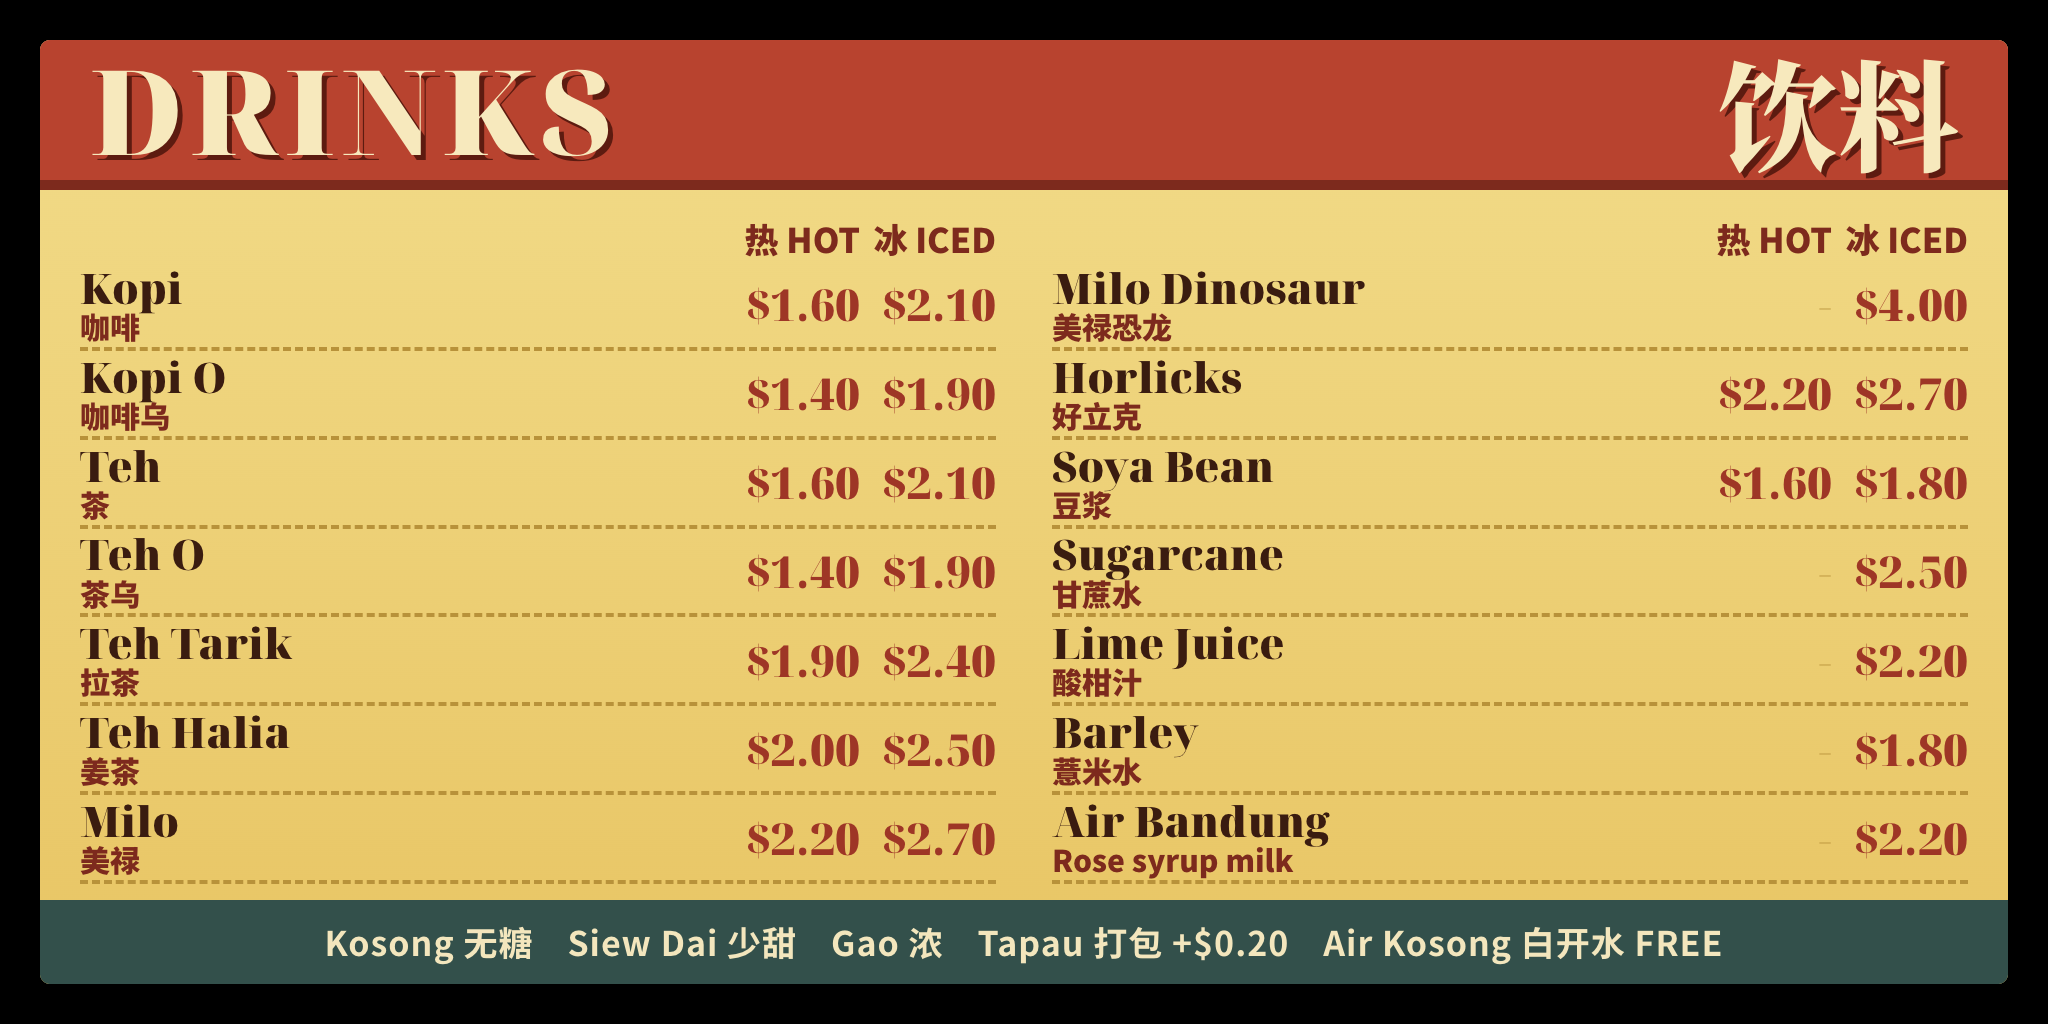 DRINKS 饮料
热 HOT 冰 ICED
Kopi $1.60 $2.10
咖啡
Kopi O $1.40 $1.90
咖啡乌
Teh $1.60 $2.10
茶
Teh O $1.40 $1.90
茶乌
Teh Tarik $1.90 $2.40
拉茶
Teh Halia $2.00 $2.50
姜茶
Milo $2.20 $2.70
美禄
热 HOT 冰 ICED
Milo Dinosaur – $4.00
美禄恐龙
Horlicks $2.20 $2.70
好立克
Soya Bean $1.60 $1.80
豆浆
Sugarcane – $2.50
甘蔗水
Lime Juice – $2.20
酸柑汁
Barley – $1.80
薏米水
Air Bandung – $2.20
Rose syrup milk
Kosong 无糖 Siew Dai 少甜 Gao 浓 Tapau 打包 +$0.20 Air Kosong 白开水 FREE